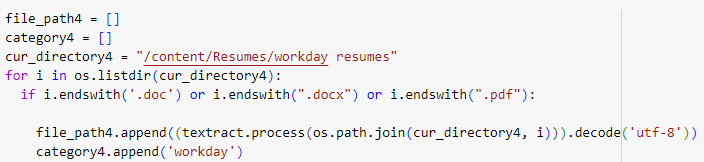 file_path4 = []
category4 = []
cur_directory4 = "/content/Resumes/workday resumes"
for i in os.listdir(cur_directory4):
  if i.endswith('.doc') or i.endswith(".docx") or i.endswith(".pdf"):
    file_path4.append((textract.process(os.path.join(cur_directory4, i))).decode('utf-8'))
    category4.append('workday')